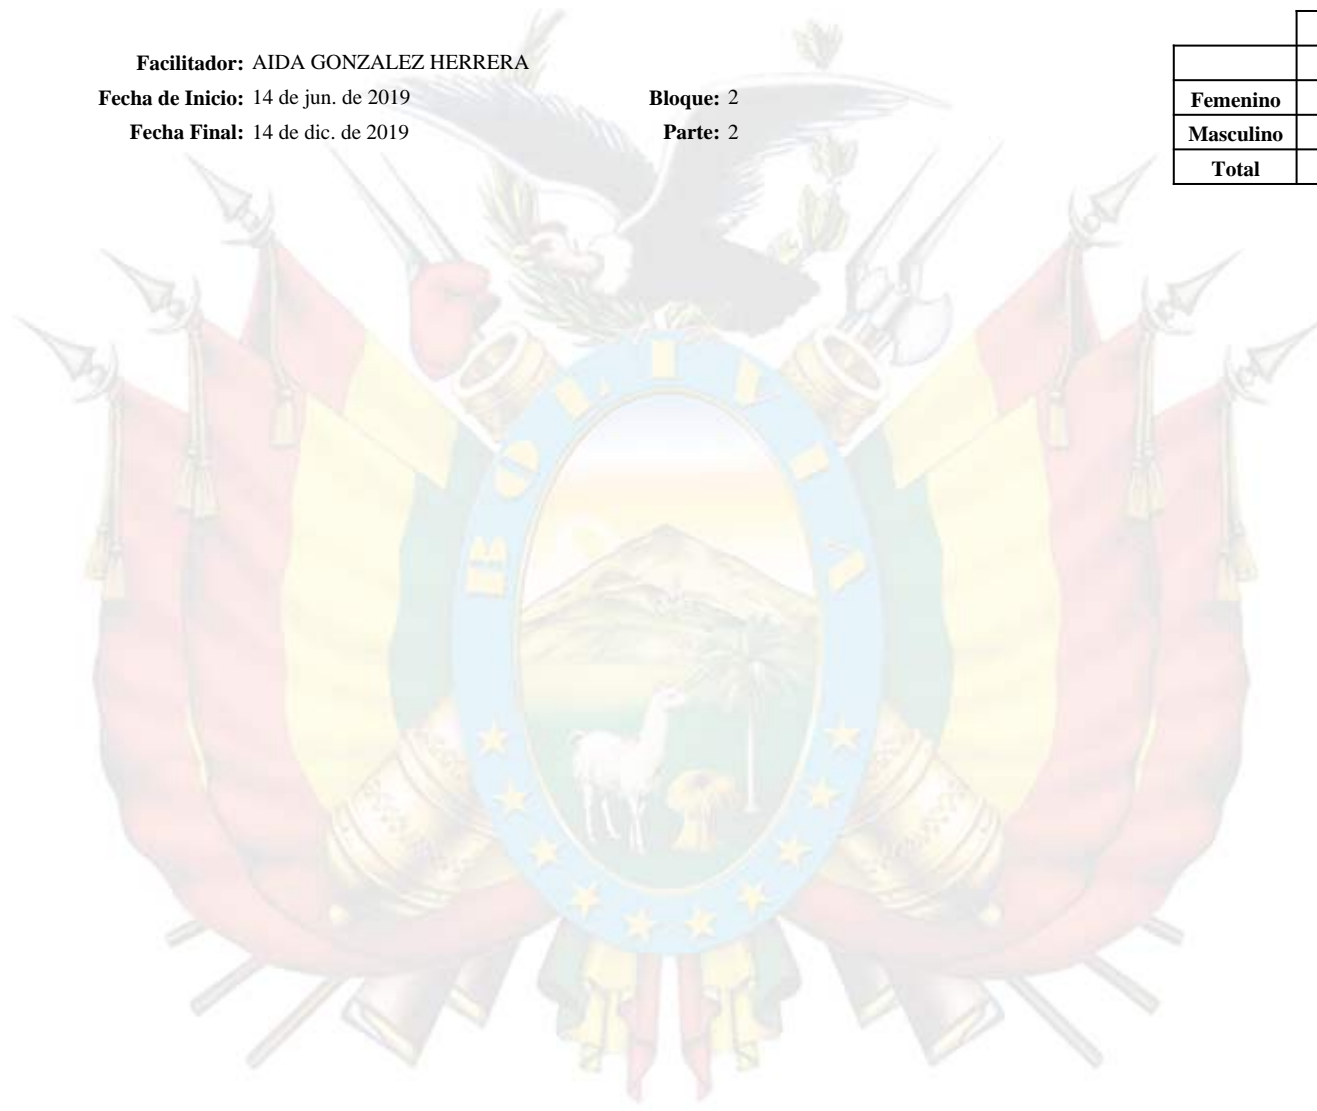 Facilitador: AIDA GONZALEZ HERRERA
Fecha de Inicio: 14 de jun. de 2019 Bloque: 2
Fecha Final: 14 de dic. de 2019 Parte: 2
Femenino
Masculino
Total
BOLIVIA